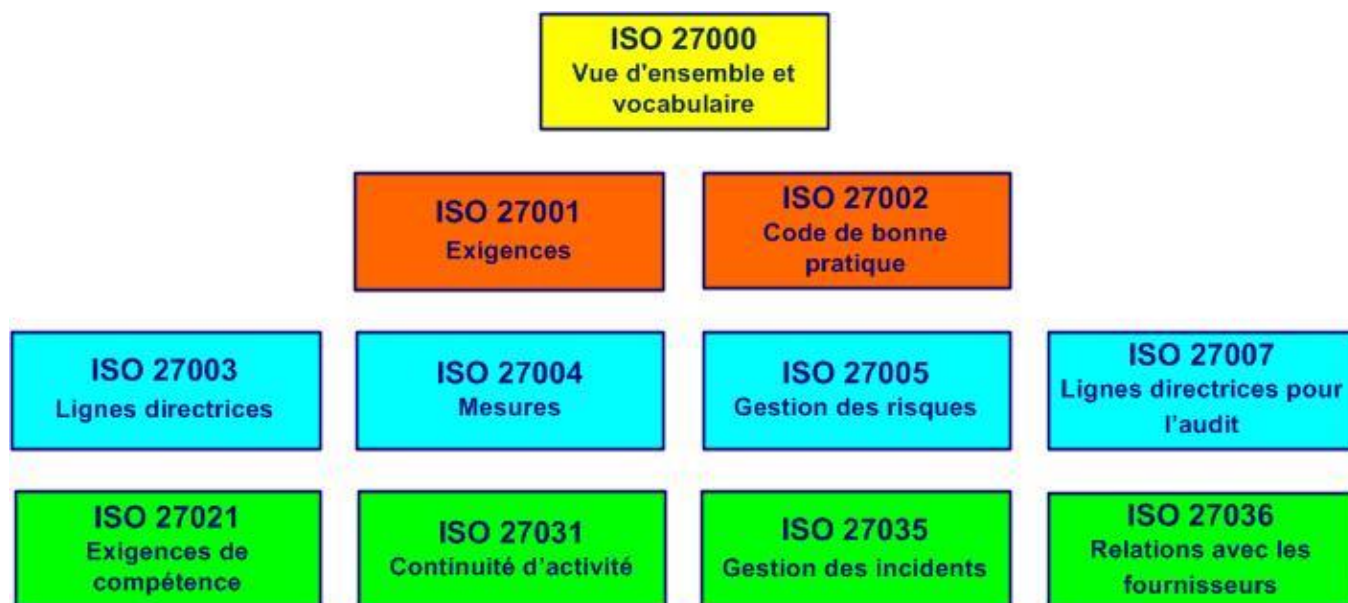 ISO 27000
Vue d'ensemble et
vocabulaire
ISO 27001
Exigences
ISO 27002
Code de bonne
pratique
ISO 27003
Lignes directrices
ISO 27004
Mesures
ISO 27005
Gestion des risques
ISO 27007
Lignes directrices pour
l’audit
ISO 27021
Exigences de
compétence
ISO 27031
Continuité d’activité
ISO 27035
Gestion des incidents
ISO 27036
Relations avec les
fournisseurs